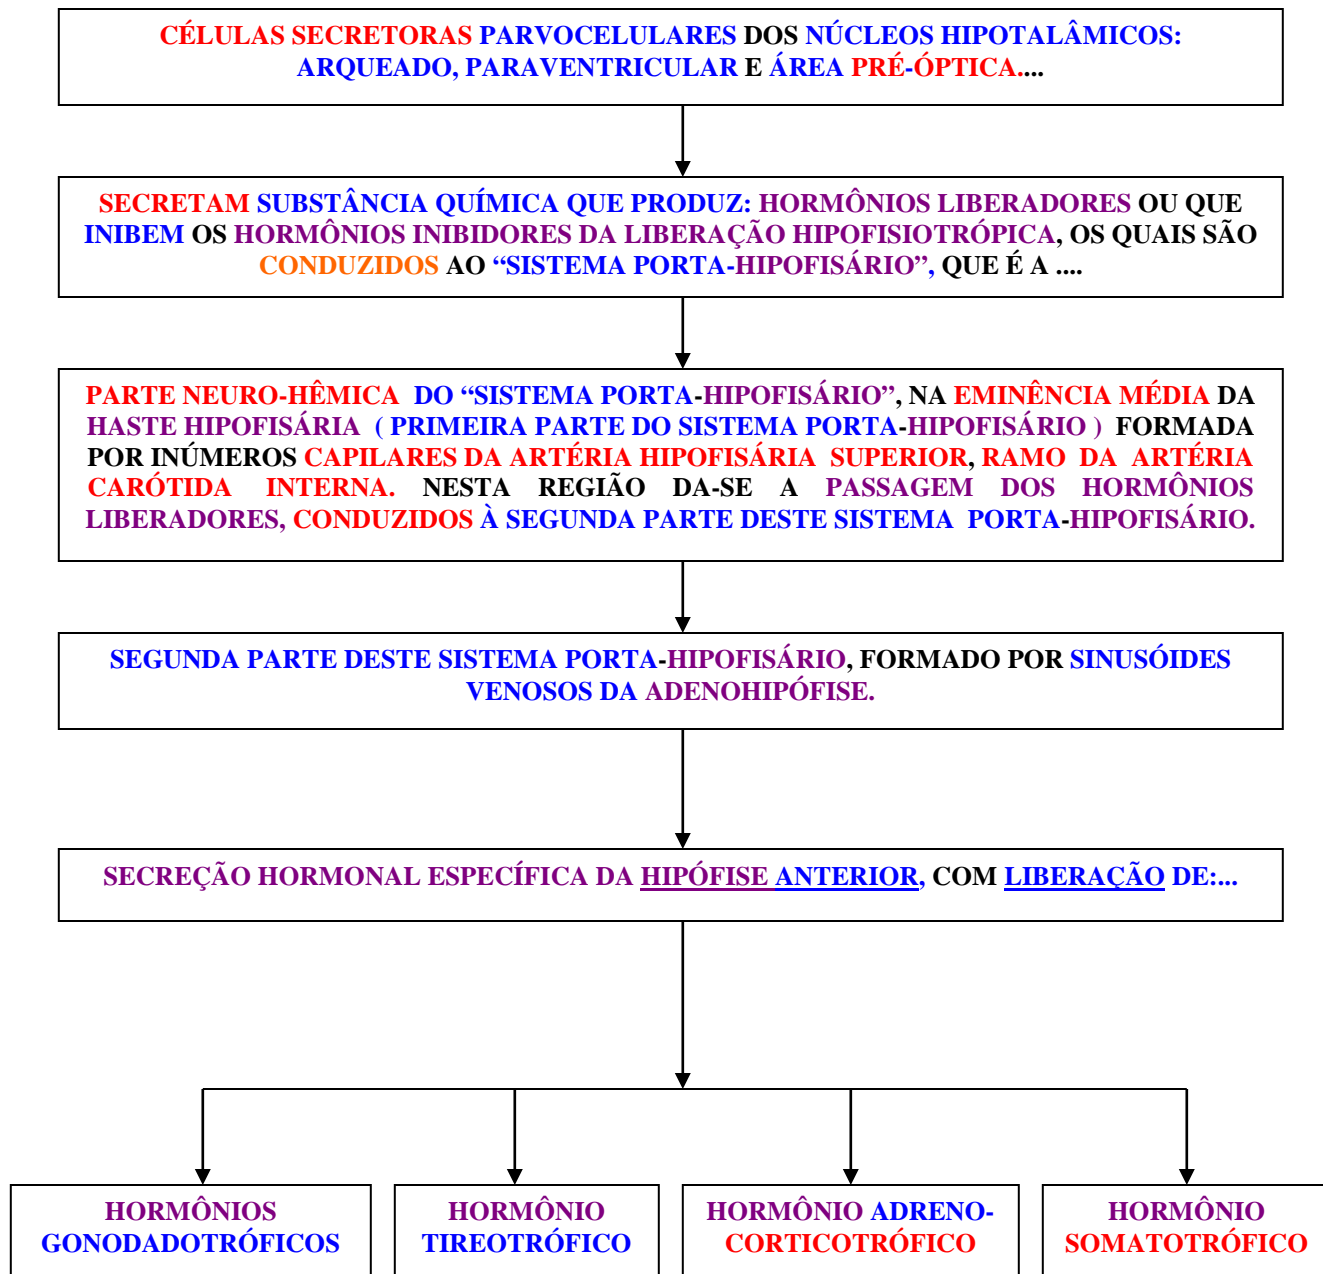 CÉLULAS SECRETORAS PARVOCELULARES DOS NÚCLEOS HIPOTALÂMICOS:
ARQUEADO, PARAVENTRICULAR E ÁREA PRÉ-ÓPTICA....
SECRETAM SUBSTÂNCIA QUÍMICA QUE PRODUZ: HORMÔNIOS LIBERADORES OU QUE
INIBEM OS HORMÔNIOS INIBIDORES DA LIBERAÇÃO HIPOFISIOTRÓPICA, OS QUAIS SÃO
CONDUZIDOS AO “SISTEMA PORTA-HIPOFISÁRIO”, QUE É A ....
PARTE NEURO-HÊMICA DO “SISTEMA PORTA-HIPOFISÁRIO”, NA EMINÊNCIA MÉDIA DA
HASTE HIPOFISÁRIA ( PRIMEIRA PARTE DO SISTEMA PORTA-HIPOFISÁRIO ) FORMADA
POR INÚMEROS CAPILARES DA ARTÉRIA HIPOFISÁRIA SUPERIOR, RAMO DA ARTÉRIA
CARÓTIDA INTERNA. NESTA REGIÃO DA-SE A PASSAGEM DOS HORMÔNIOS
LIBERADORES, CONDUZIDOS À SEGUNDA PARTE DESTE SISTEMA PORTA-HIPOFISÁRIO.
SEGUNDA PARTE DESTE SISTEMA PORTA-HIPOFISÁRIO, FORMADO POR SINUSÓIDES
VENOSOS DA ADENOHIPÓFISE.
SECREÇÃO HORMONAL ESPECÍFICA DA HIPÓFISE ANTERIOR, COM LIBERAÇÃO DE:...
HORMÔNIOS
GONODADOTRÓFICOS
HORMÔNIO
TIREOTRÓFICO
HORMÔNIO ADRENO-
CORTICOTRÓFICO
HORMÔNIO
SOMATOTRÓFICO